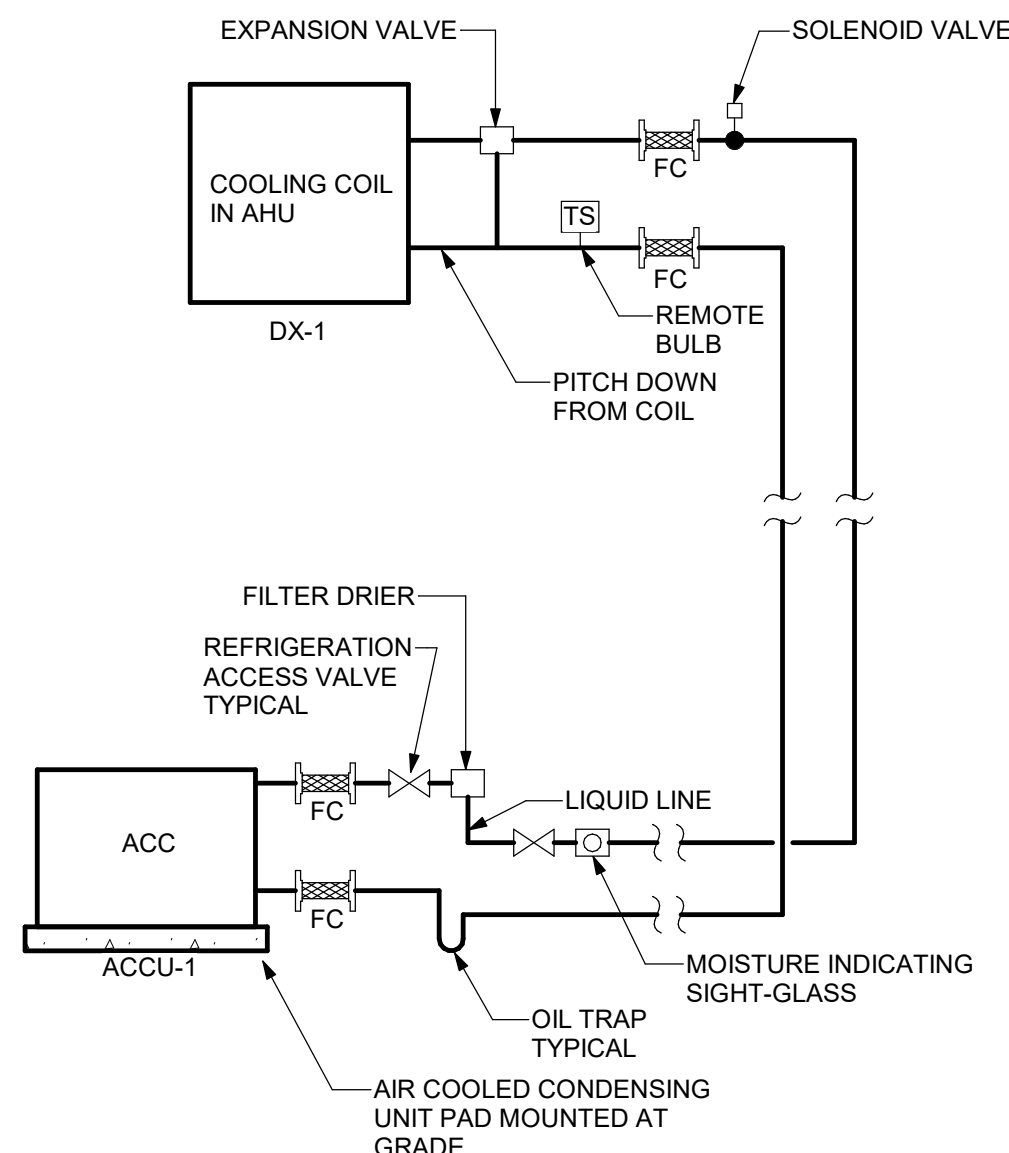 EXPANSION VALVE
SOLENOID VALVE
COOLING COIL
IN AHU
FC
TS
FC
DX-1
REMOTE
BULB
PITCH DOWN
FROM COIL
FILTER DRIER
REFRIGERATION
ACCESS VALVE
TYPICAL
LIQUID LINE
FC
ACC
FC
ACCU-1
MOISTURE INDICATING
SIGHT-GLASS
OIL TRAP
TYPICAL
AIR COOLED CONDENSING
UNIT PAD MOUNTED AT
GRADE